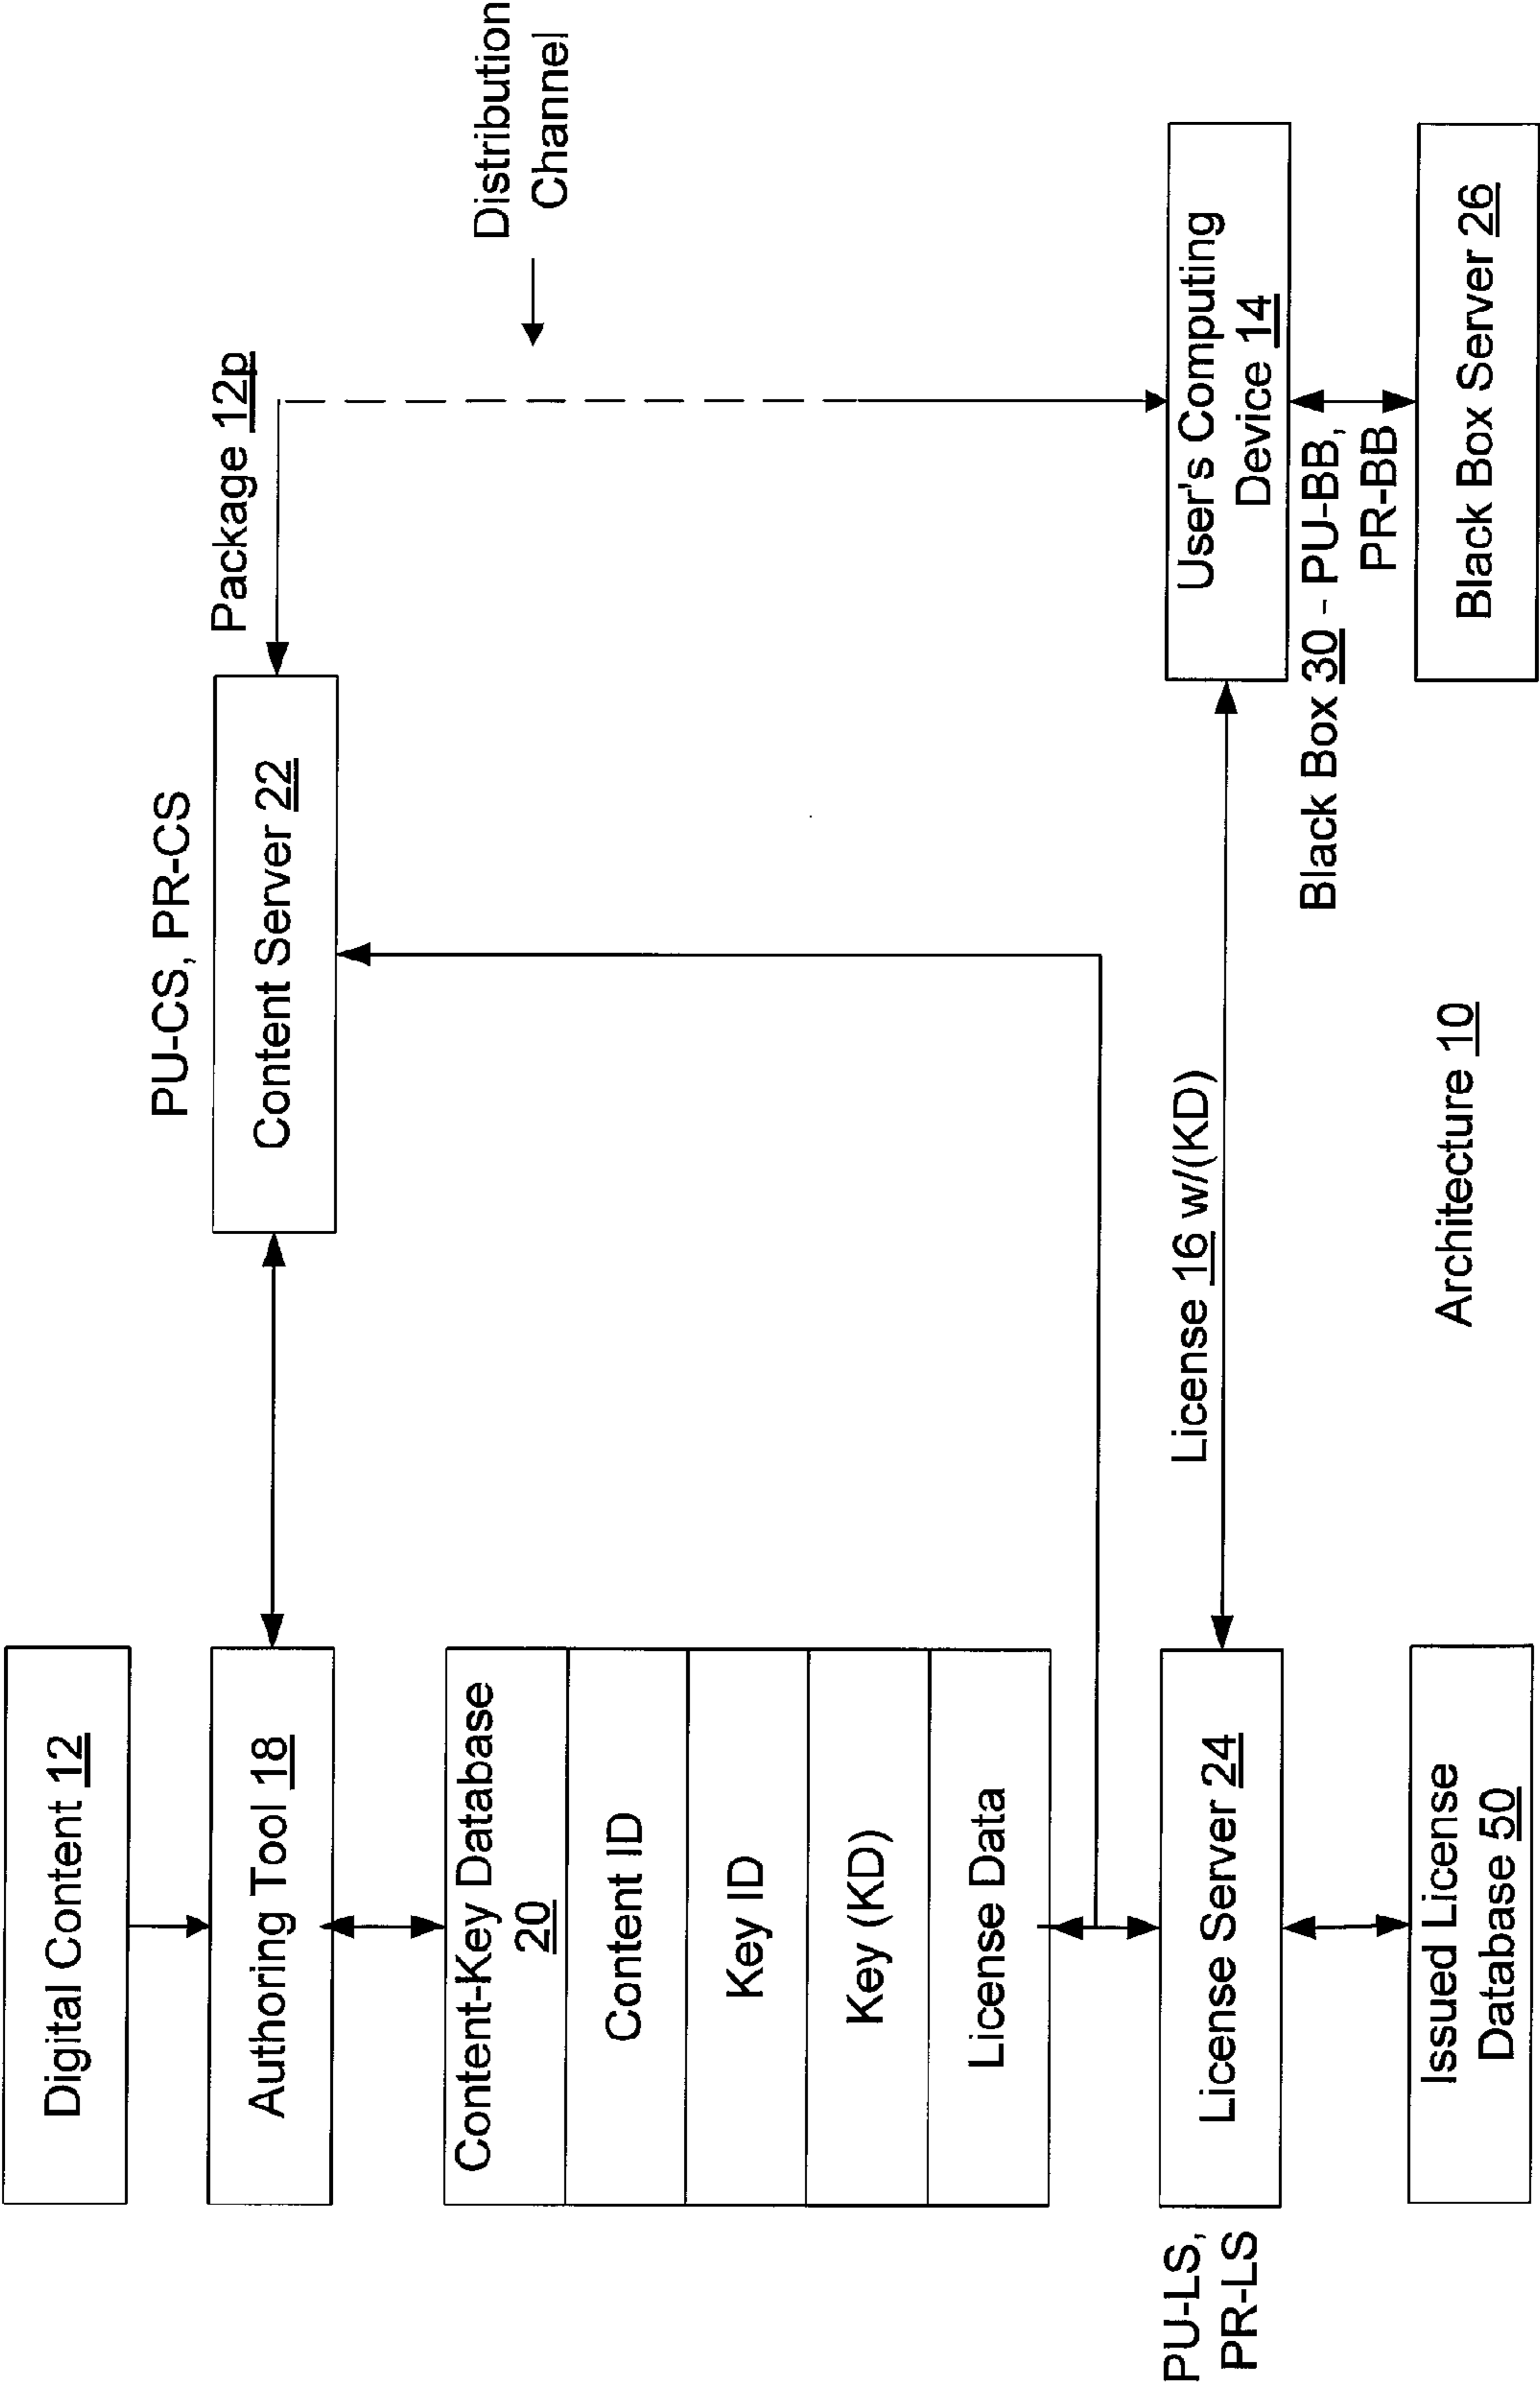 Digital Content 12
Authoring Tool 18
Content-Key Database
20
Content ID
Key ID
Key (KD)
License Data
PU-LS,
PR-LS
License Server 24
Issued License
Database 50
PU-CS, PR-CS
Content Server 22
Package 12p
Distribution
Channel
License 16 w/(KD)
User's Computing
Device 14
Black Box 30 - PU-BB,
PR-BB
Black Box Server 26
Architecture 10